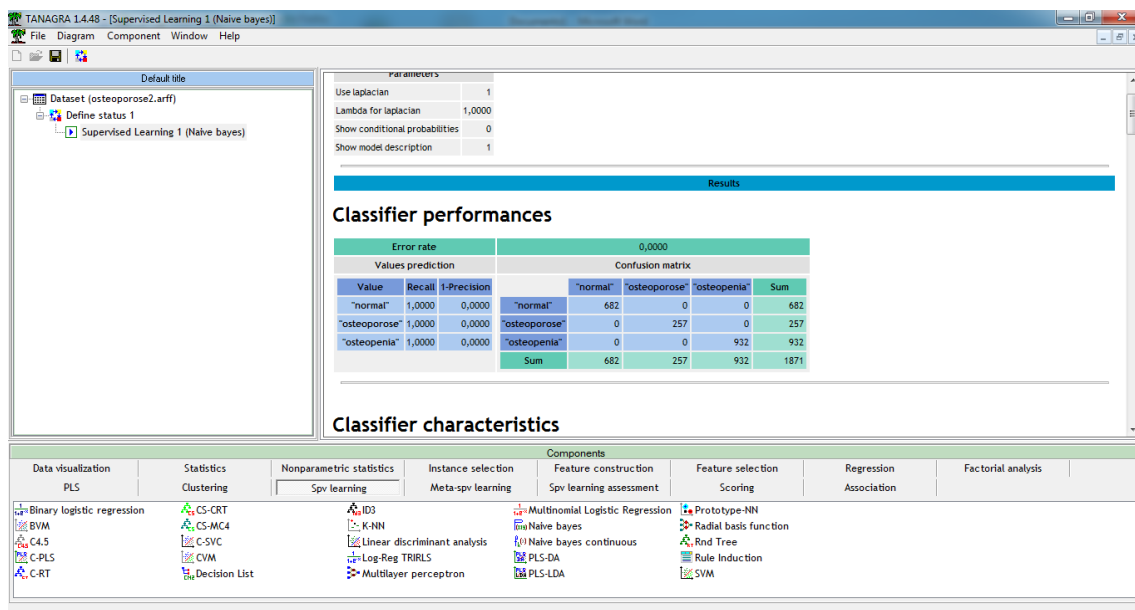 TANAGRA 1.4.48 - [Supervised Learning 1 (Naive bayes)]
File Diagram Component Window Help
Default title
Dataset (osteoporose2.arff)
Define status 1
Supervised Learning 1 (Naive bayes)
Parameters
Use laplacian 1
Lambda for laplacian 1,0000
Show conditional probabilities 0
Show model description 1
Results
Classifier performances
Error rate 0,0000
Values prediction Confusion matrix
Value Recall 1-Precision "normal" "osteoporose" "osteopenia" Sum
"normal" 1,0000 0,0000 "normal" 682 0 0 682
"osteoporose" 1,0000 0,0000 "osteoporose" 0 257 0 257
"osteopenia" 1,0000 0,0000 "osteopenia" 0 0 932 932
Sum 682 257 932 1871
Classifier characteristics
Components
Data visualization Statistics Nonparametric statistics Instance selection Feature construction Feature selection Regression Factorial analysis
PLS Clustering Spv learning Meta-spv learning Spv learning assessment Scoring Association
Binary logistic regression CS-CRT ID3 Multinomial Logistic Regression Prototype-NN
BVM CS-MC4 K-NN Naive bayes Radial basis function
C4.5 C-SVC Linear discriminant analysis Naive bayes continuous Rnd Tree
C-PLS CVM Log-Reg TRIRLS PLS-DA Rule Induction
C-RT Decision List Multilayer perceptron PLS-LDA SVM